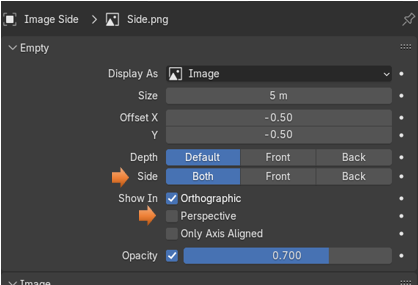 Image Side > Side.png
Empty
Display As Image
Size 5 m
Offset X -0.50
Y -0.50
Depth Default Front Back
Side Both Front Back
Show In Orthographic
Perspective
Only Axis Aligned
Opacity 0.700
Image